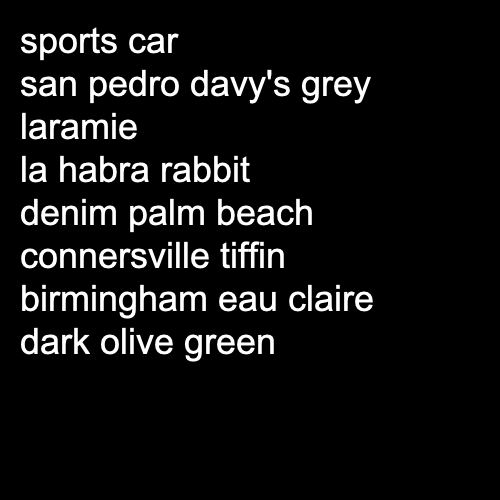 sports car
san pedro davy's grey
laramie
la habra rabbit
denim palm beach
connersville tiffin
birmingham eau claire
dark olive green